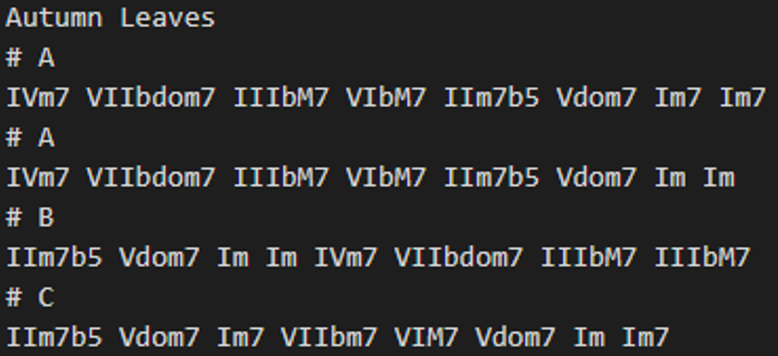 Autumn Leaves
# A
IVm7 VIIbdom7 IIIbM7 VIbM7 IIm7b5 Vdom7 Im7 Im7
# A
IVm7 VIIbdom7 IIIbM7 VIbM7 IIm7b5 Vdom7 Im Im
# B
IIm7b5 Vdom7 Im Im IVm7 VIIbdom7 IIIbM7 IIIbM7
# C
IIm7b5 Vdom7 Im7 VIIbm7 VIM7 Vdom7 Im Im7